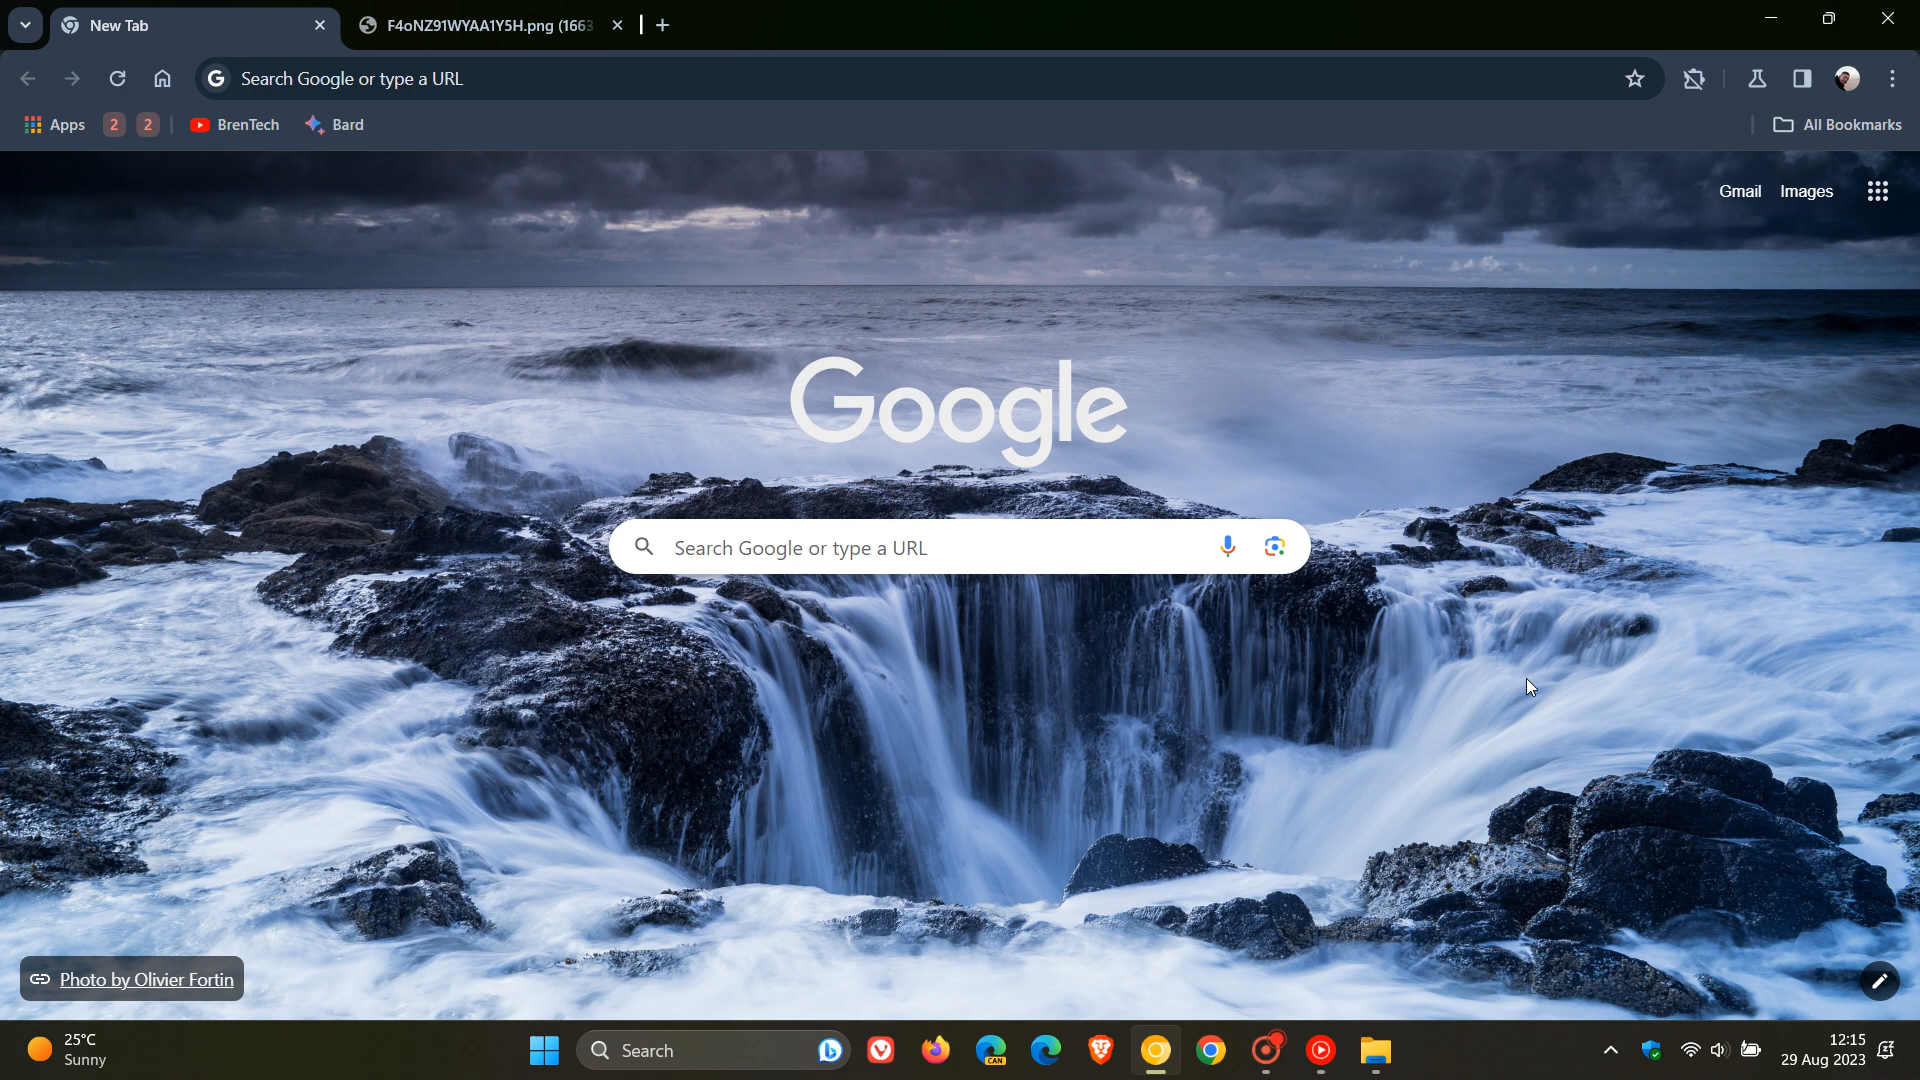 New Tab
F4oNZ91WYAA1Y5H.png (1663
Search Google or type a URL
Apps
2
2
BrenTech
Bard
All Bookmarks
Gmail
Images
Google
Search Google or type a URL
Photo by Olivier Fortin
25°C
Sunny
Search
CAN
12:15
29 Aug 2023